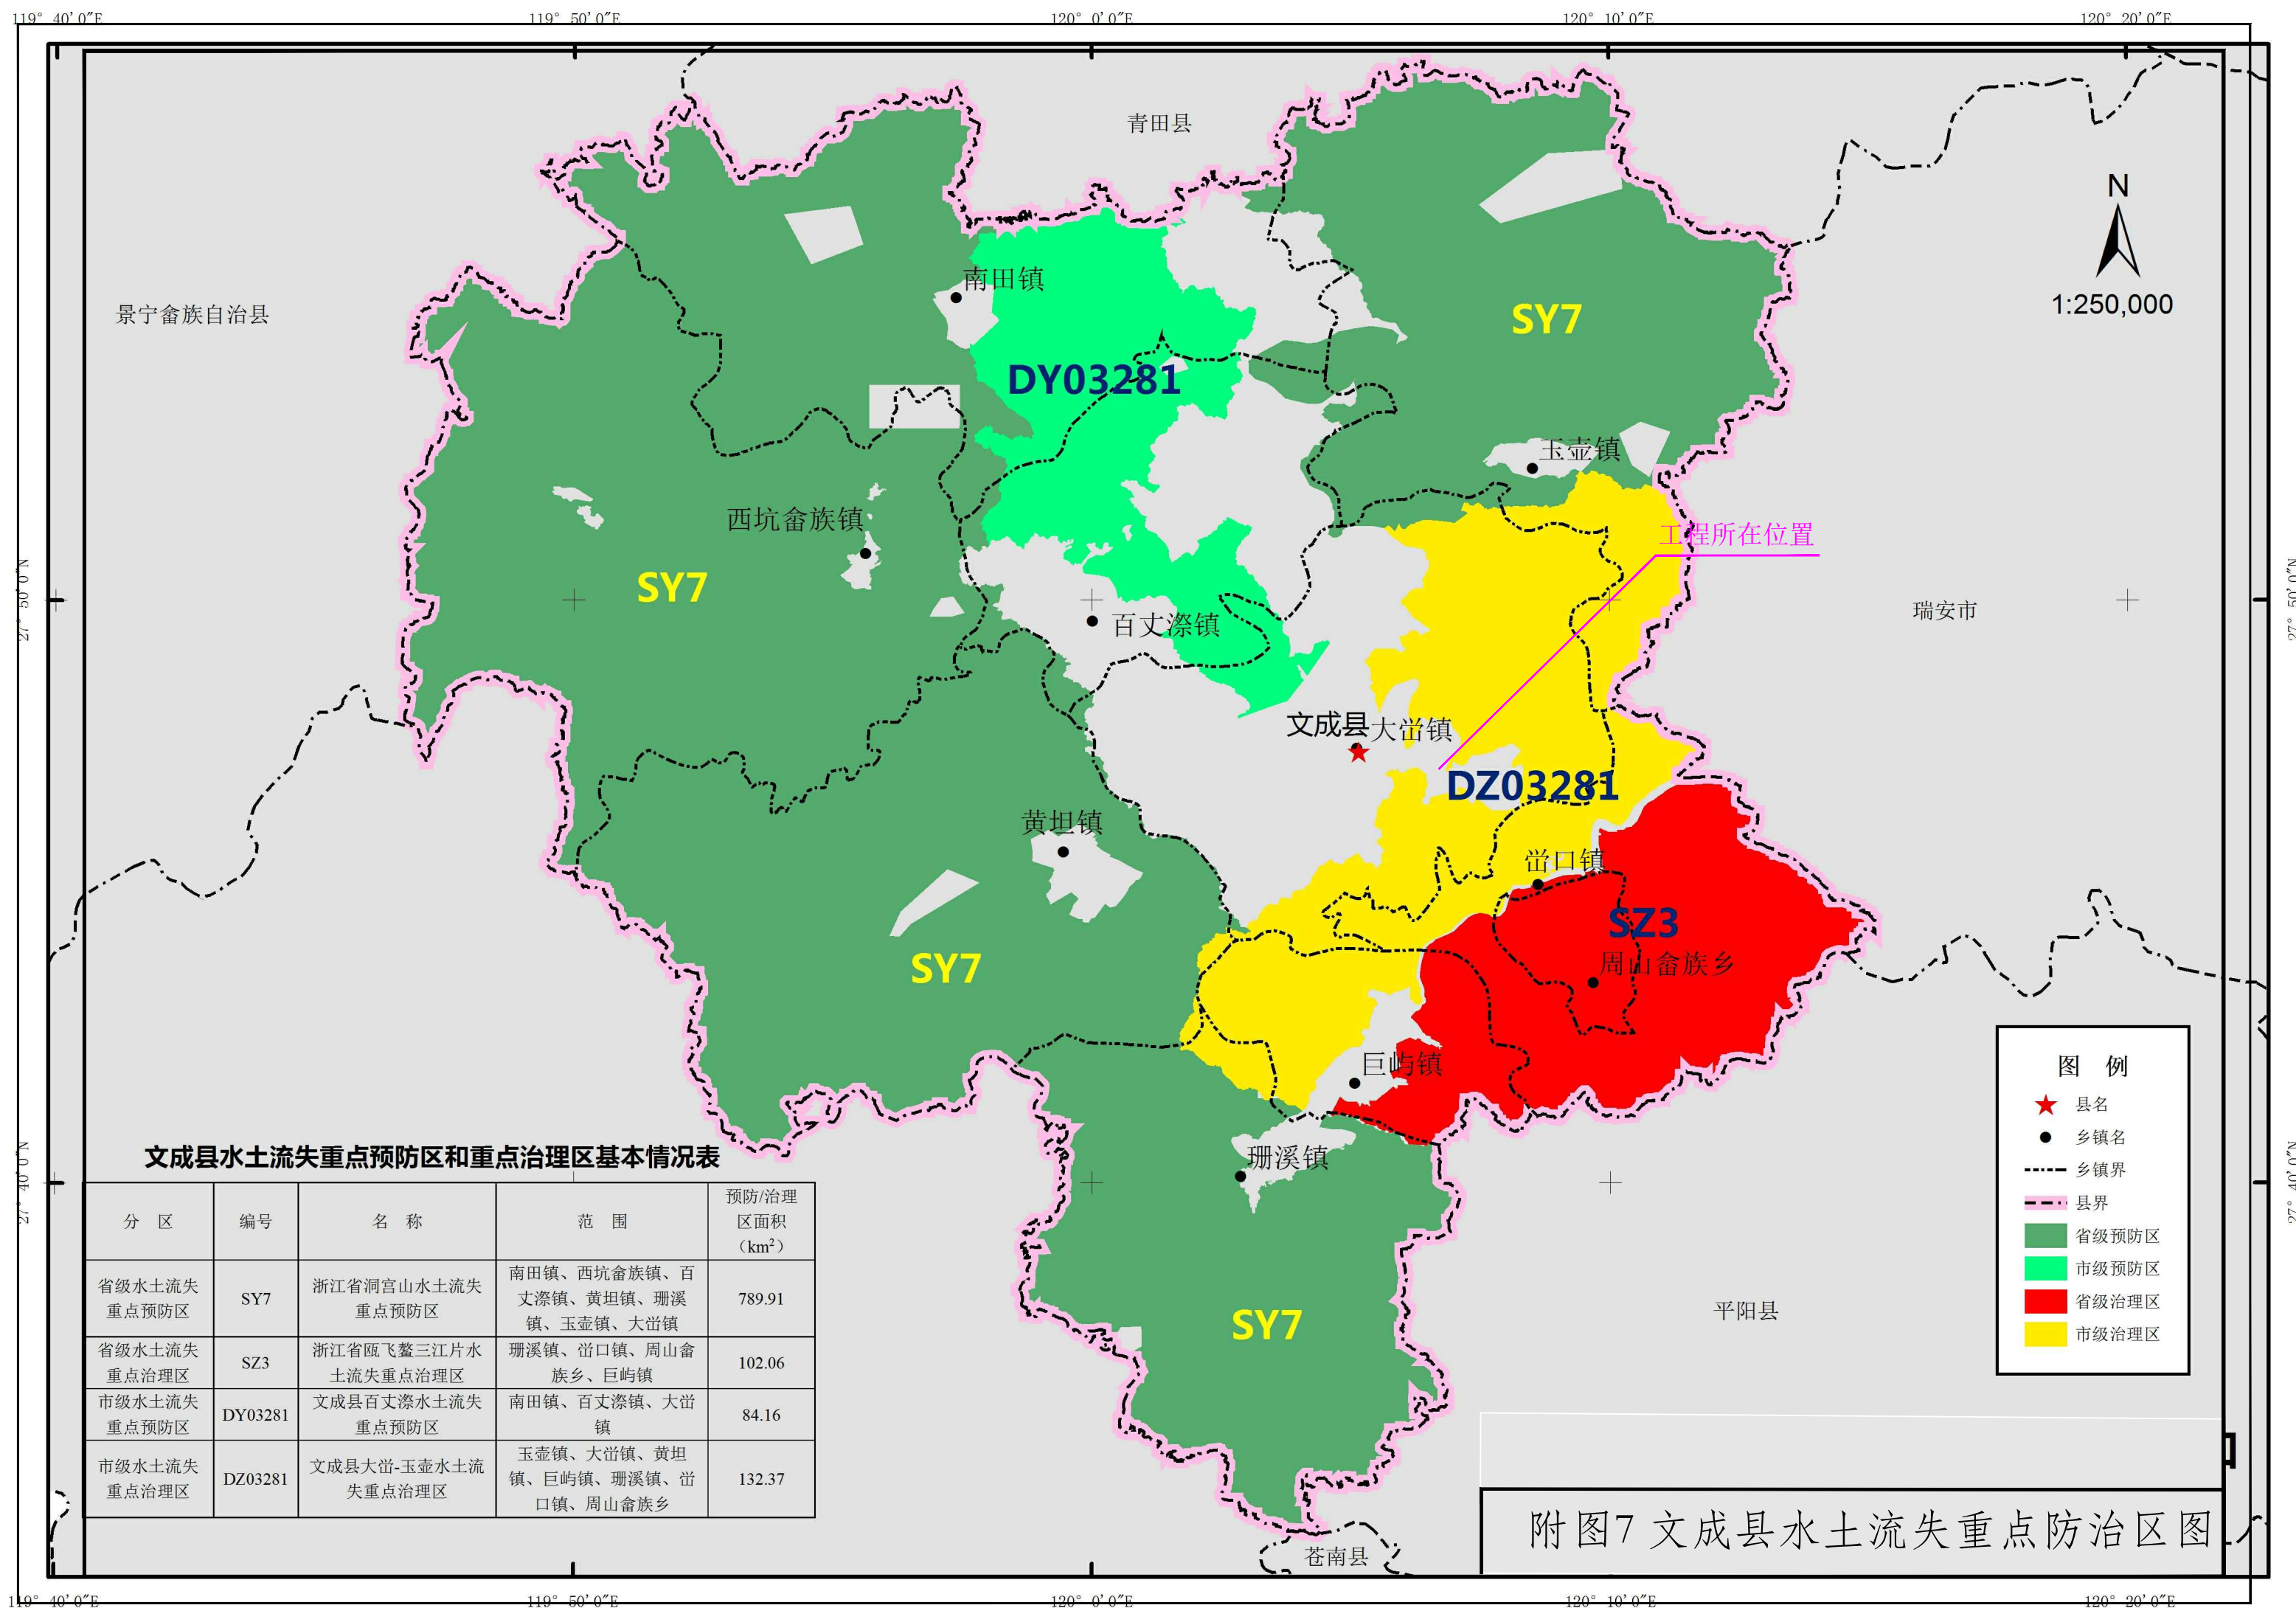 119° 40'0"E
119° 50'0"E
120° 0'0"E
120° 10'0"E
120° 20'0"E
青田县
N
1:250,000
南田镇
景宁畲族自治县
SY7
DY03281
玉壶镇
西坑畲族镇
工程所在位置
SY7
27° 50'0"N
27° 50'0"N
百丈漈镇
瑞安市
文成县
大峃镇
DZ03281
黄坦镇
峃口镇
SZ3
SY7
周山畲族乡
巨屿镇
珊溪镇
27° 40'0"N
27° 40'0"N
SY7
平阳县
苍南县
图 例
县名
乡镇名
乡镇界
县界
省级预防区
市级预防区
省级治理区
市级治理区
文成县水土流失重点预防区和重点治理区基本情况表
分 区 编号 名 称 范 围 预防/治理
区面积
（km²）
省级水土流失
重点预防区
SY7
浙江省洞宫山水土流失
重点预防区
南田镇、西坑畲族镇、百
丈漈镇、黄坦镇、珊溪
镇、玉壶镇、大峃镇
789.91
省级水土流失
重点治理区
SZ3
浙江省瓯飞鳌三江片水
土流失重点治理区
珊溪镇、峃口镇、周山畲
族乡、巨屿镇
102.06
市级水土流失
重点预防区
DY03281
文成县百丈漈水土流失
重点预防区
南田镇、百丈漈镇、大峃
镇
84.16
市级水土流失
重点治理区
DZ03281
文成县大峃-玉壶水土流
失重点治理区
玉壶镇、大峃镇、黄坦
镇、巨屿镇、珊溪镇、峃
口镇、周山畲族乡
132.37
附图7 文成县水土流失重点防治区图
119° 40'0"E
119° 50'0"E
120° 0'0"E
120° 10'0"E
120° 20'0"E